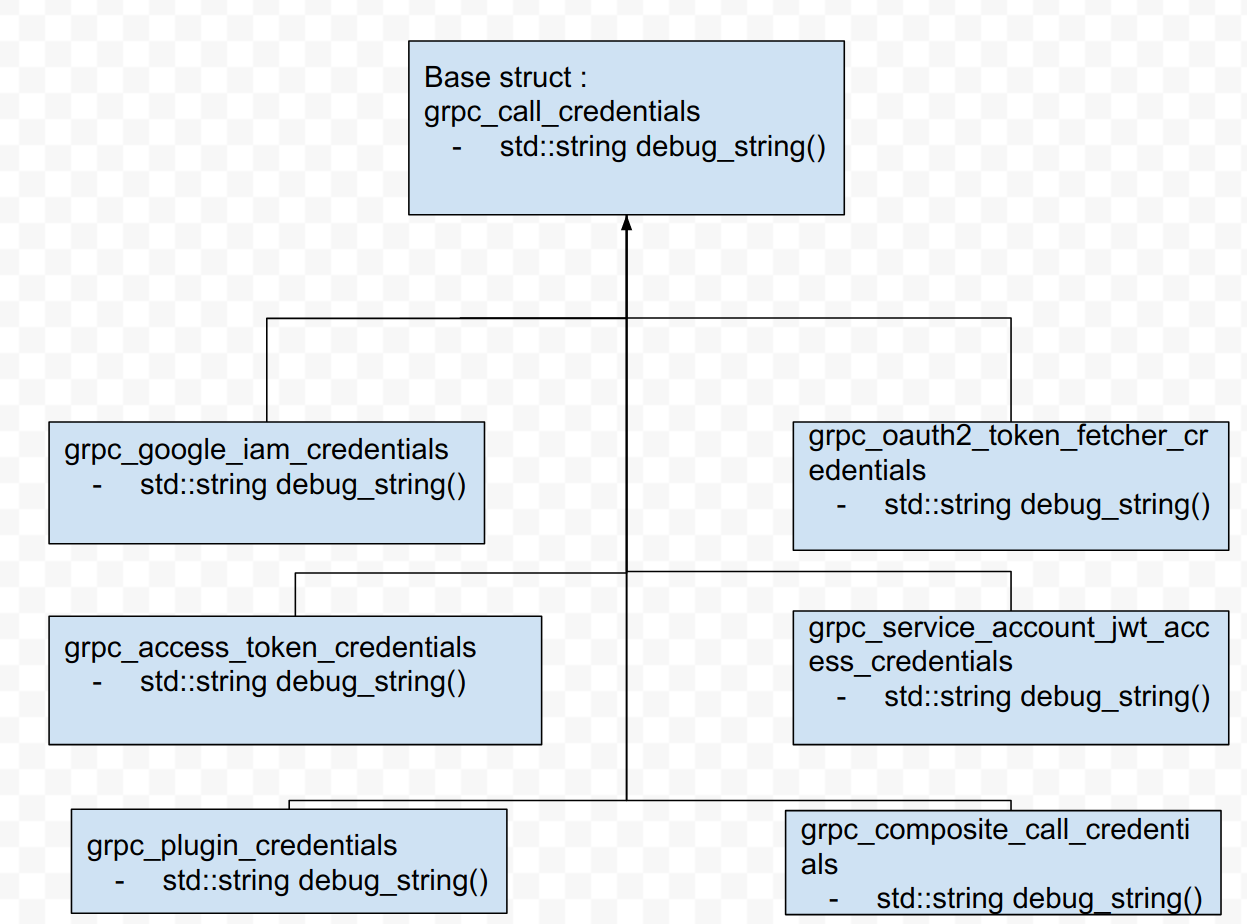 Base struct :
grpc_call_credentials
- std::string debug_string()
grpc_google_iam_credentials
- std::string debug_string()
grpc_oauth2_token_fetcher_cr
edentials
- std::string debug_string()
grpc_access_token_credentials
- std::string debug_string()
grpc_service_account_jwt_acc
ess_credentials
- std::string debug_string()
grpc_plugin_credentials
- std::string debug_string()
grpc_composite_call_credenti
als
- std::string debug_string()